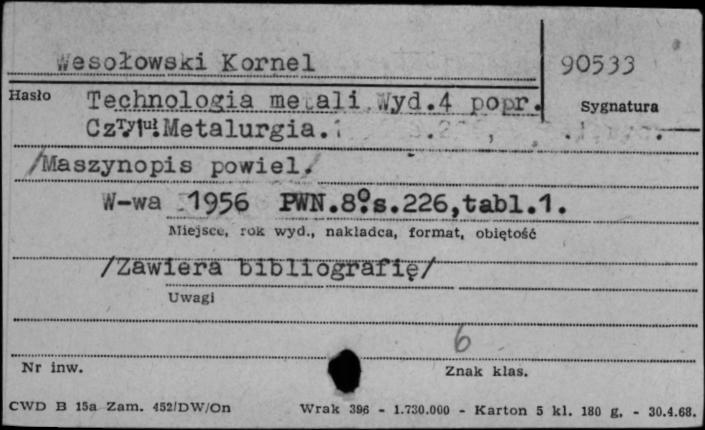 Wesołowski Kornel
90533
Hasło
Technologia metali Wyd.4 popr.
Sygnatura
Cz. Tytuł Metalurgia.
/Maszynopis powiel./
W-wa 1956 PWN.8°s.226,tabl.1.
Miejsce, rok wyd., nakładca, format, objętość
/Zawiera bibliografię/
Uwagi
6
Nr inw.
Znak klas.
CWD B 15a Zam. 452/DW/On Wrak 396 - 1.730.000 - Karton 5 kl. 180 g. - 30.4.68.